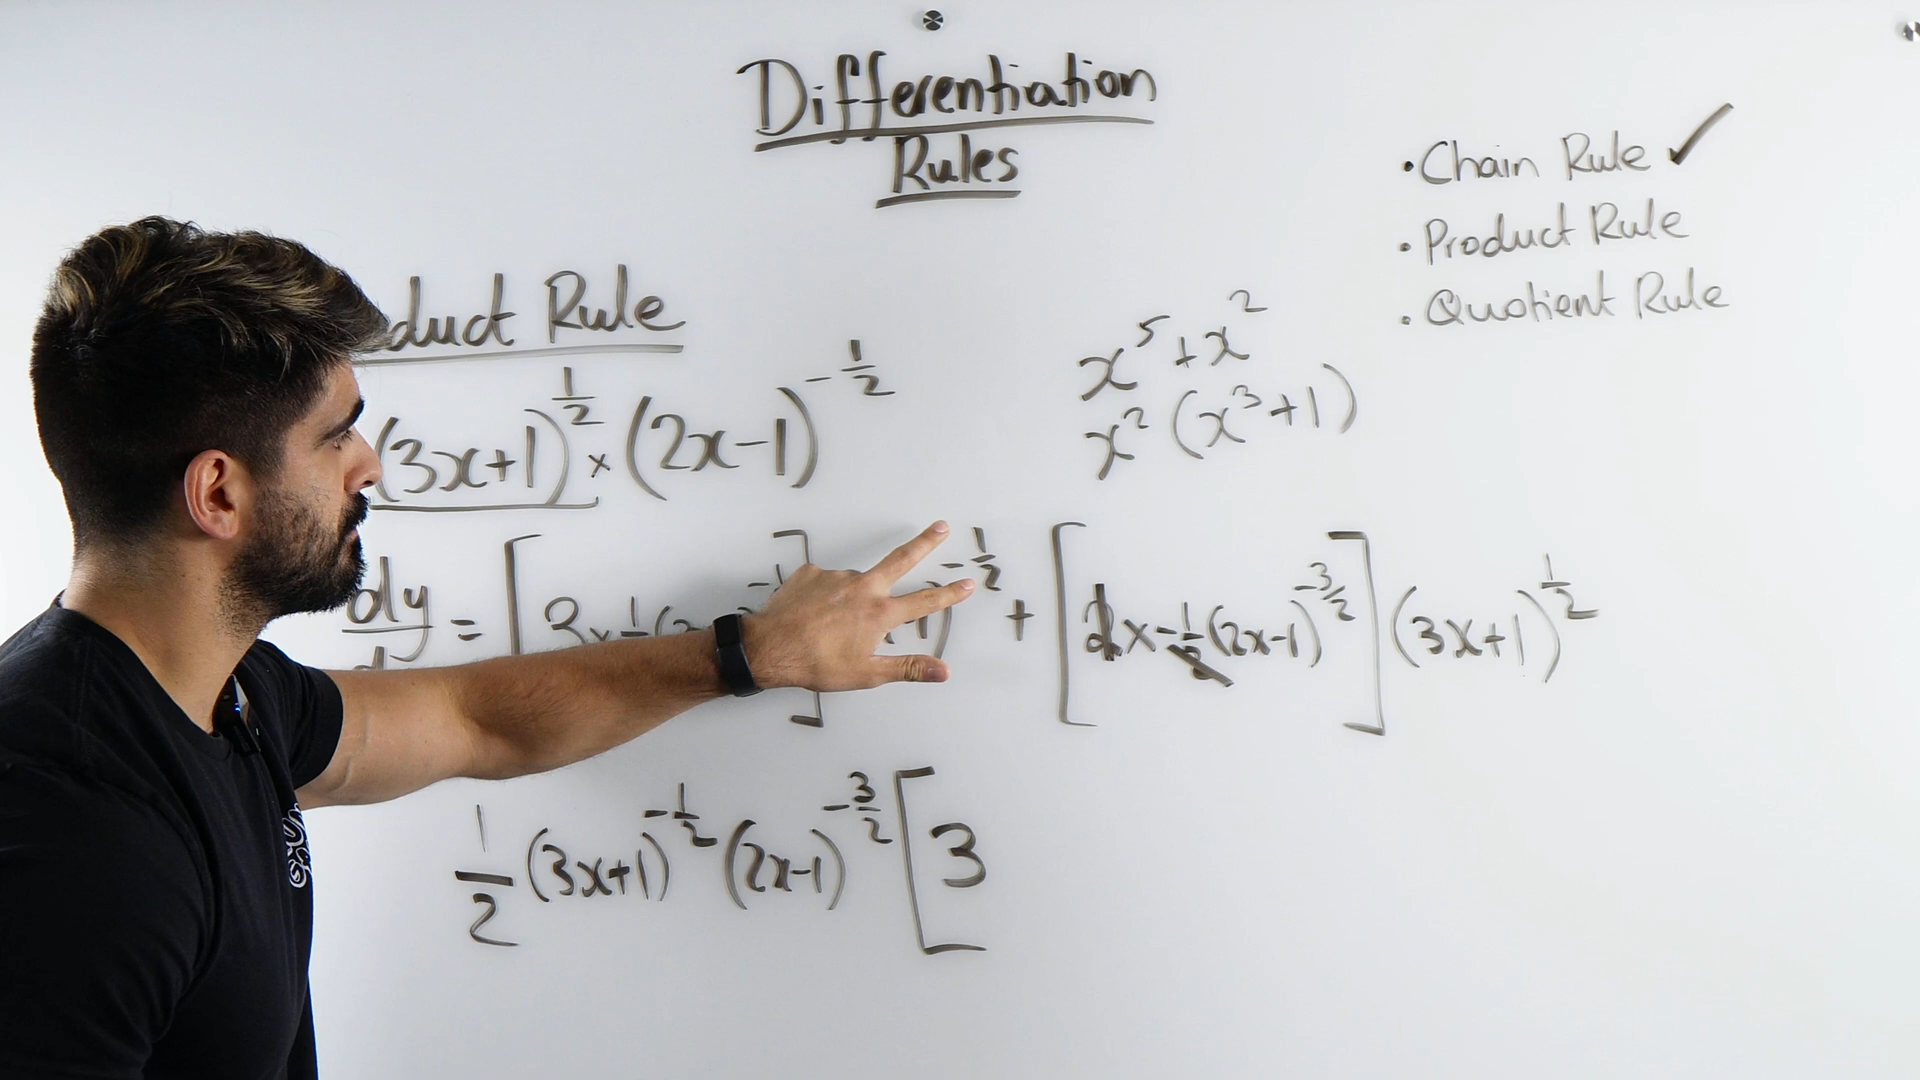 Differentiation
Rules
• Chain Rule ✓
• Product Rule
• Quotient Rule
duct Rule
(3x+1)^{1/2} × (2x-1)^{-1/2}
x^5 + x^2
x^2 (x^3+1)
dy = [ 3x 1 ] -1)^{-1/2} + [ 2x -1/2 (2x-1)^{-3/2} ] (3x+1)^{1/2}
1/2 (3x+1)^{-1/2} (2x-1)^{-3/2} [ 3